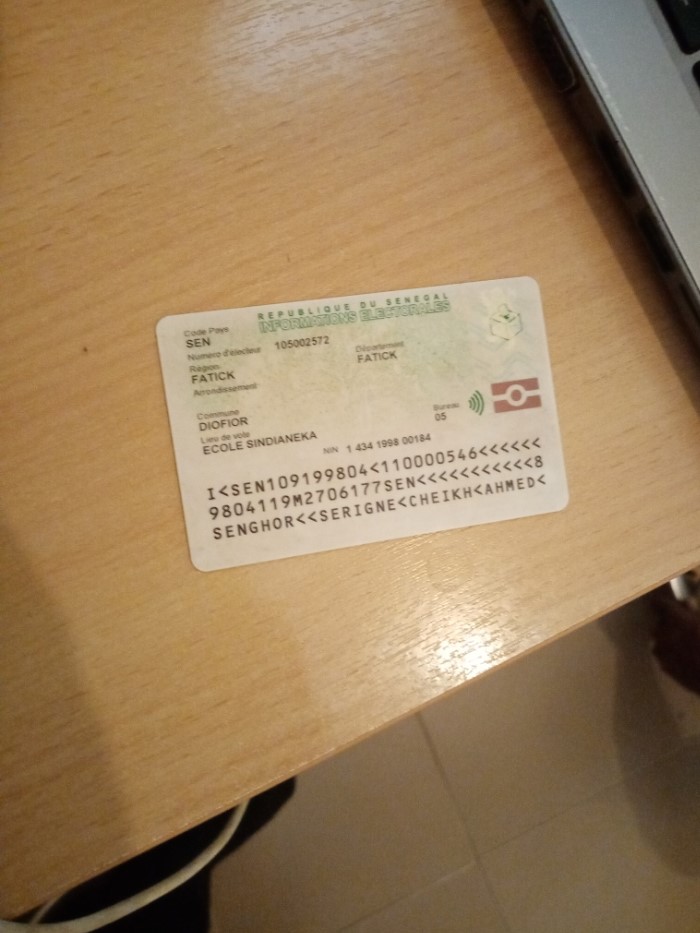 REPUBLIQUE DU SENEGAL
INFORMATIONS ELECTORALES
Code Pays
SEN
Numéro d'électeur 105002572
Région
FATICK
Département
FATICK
Arrondissement
Commune
DIOFIOR
Bureau
05
Lieu de vote
ECOLE SINDIANEKA
NIN 1 434 1998 00184
I<SEN109199804<110000546<<<<<<
9804119M2706177SEN<<<<<<<<<<<8
SENGHOR<<SERIGNE<CHEIKH<AHMED<